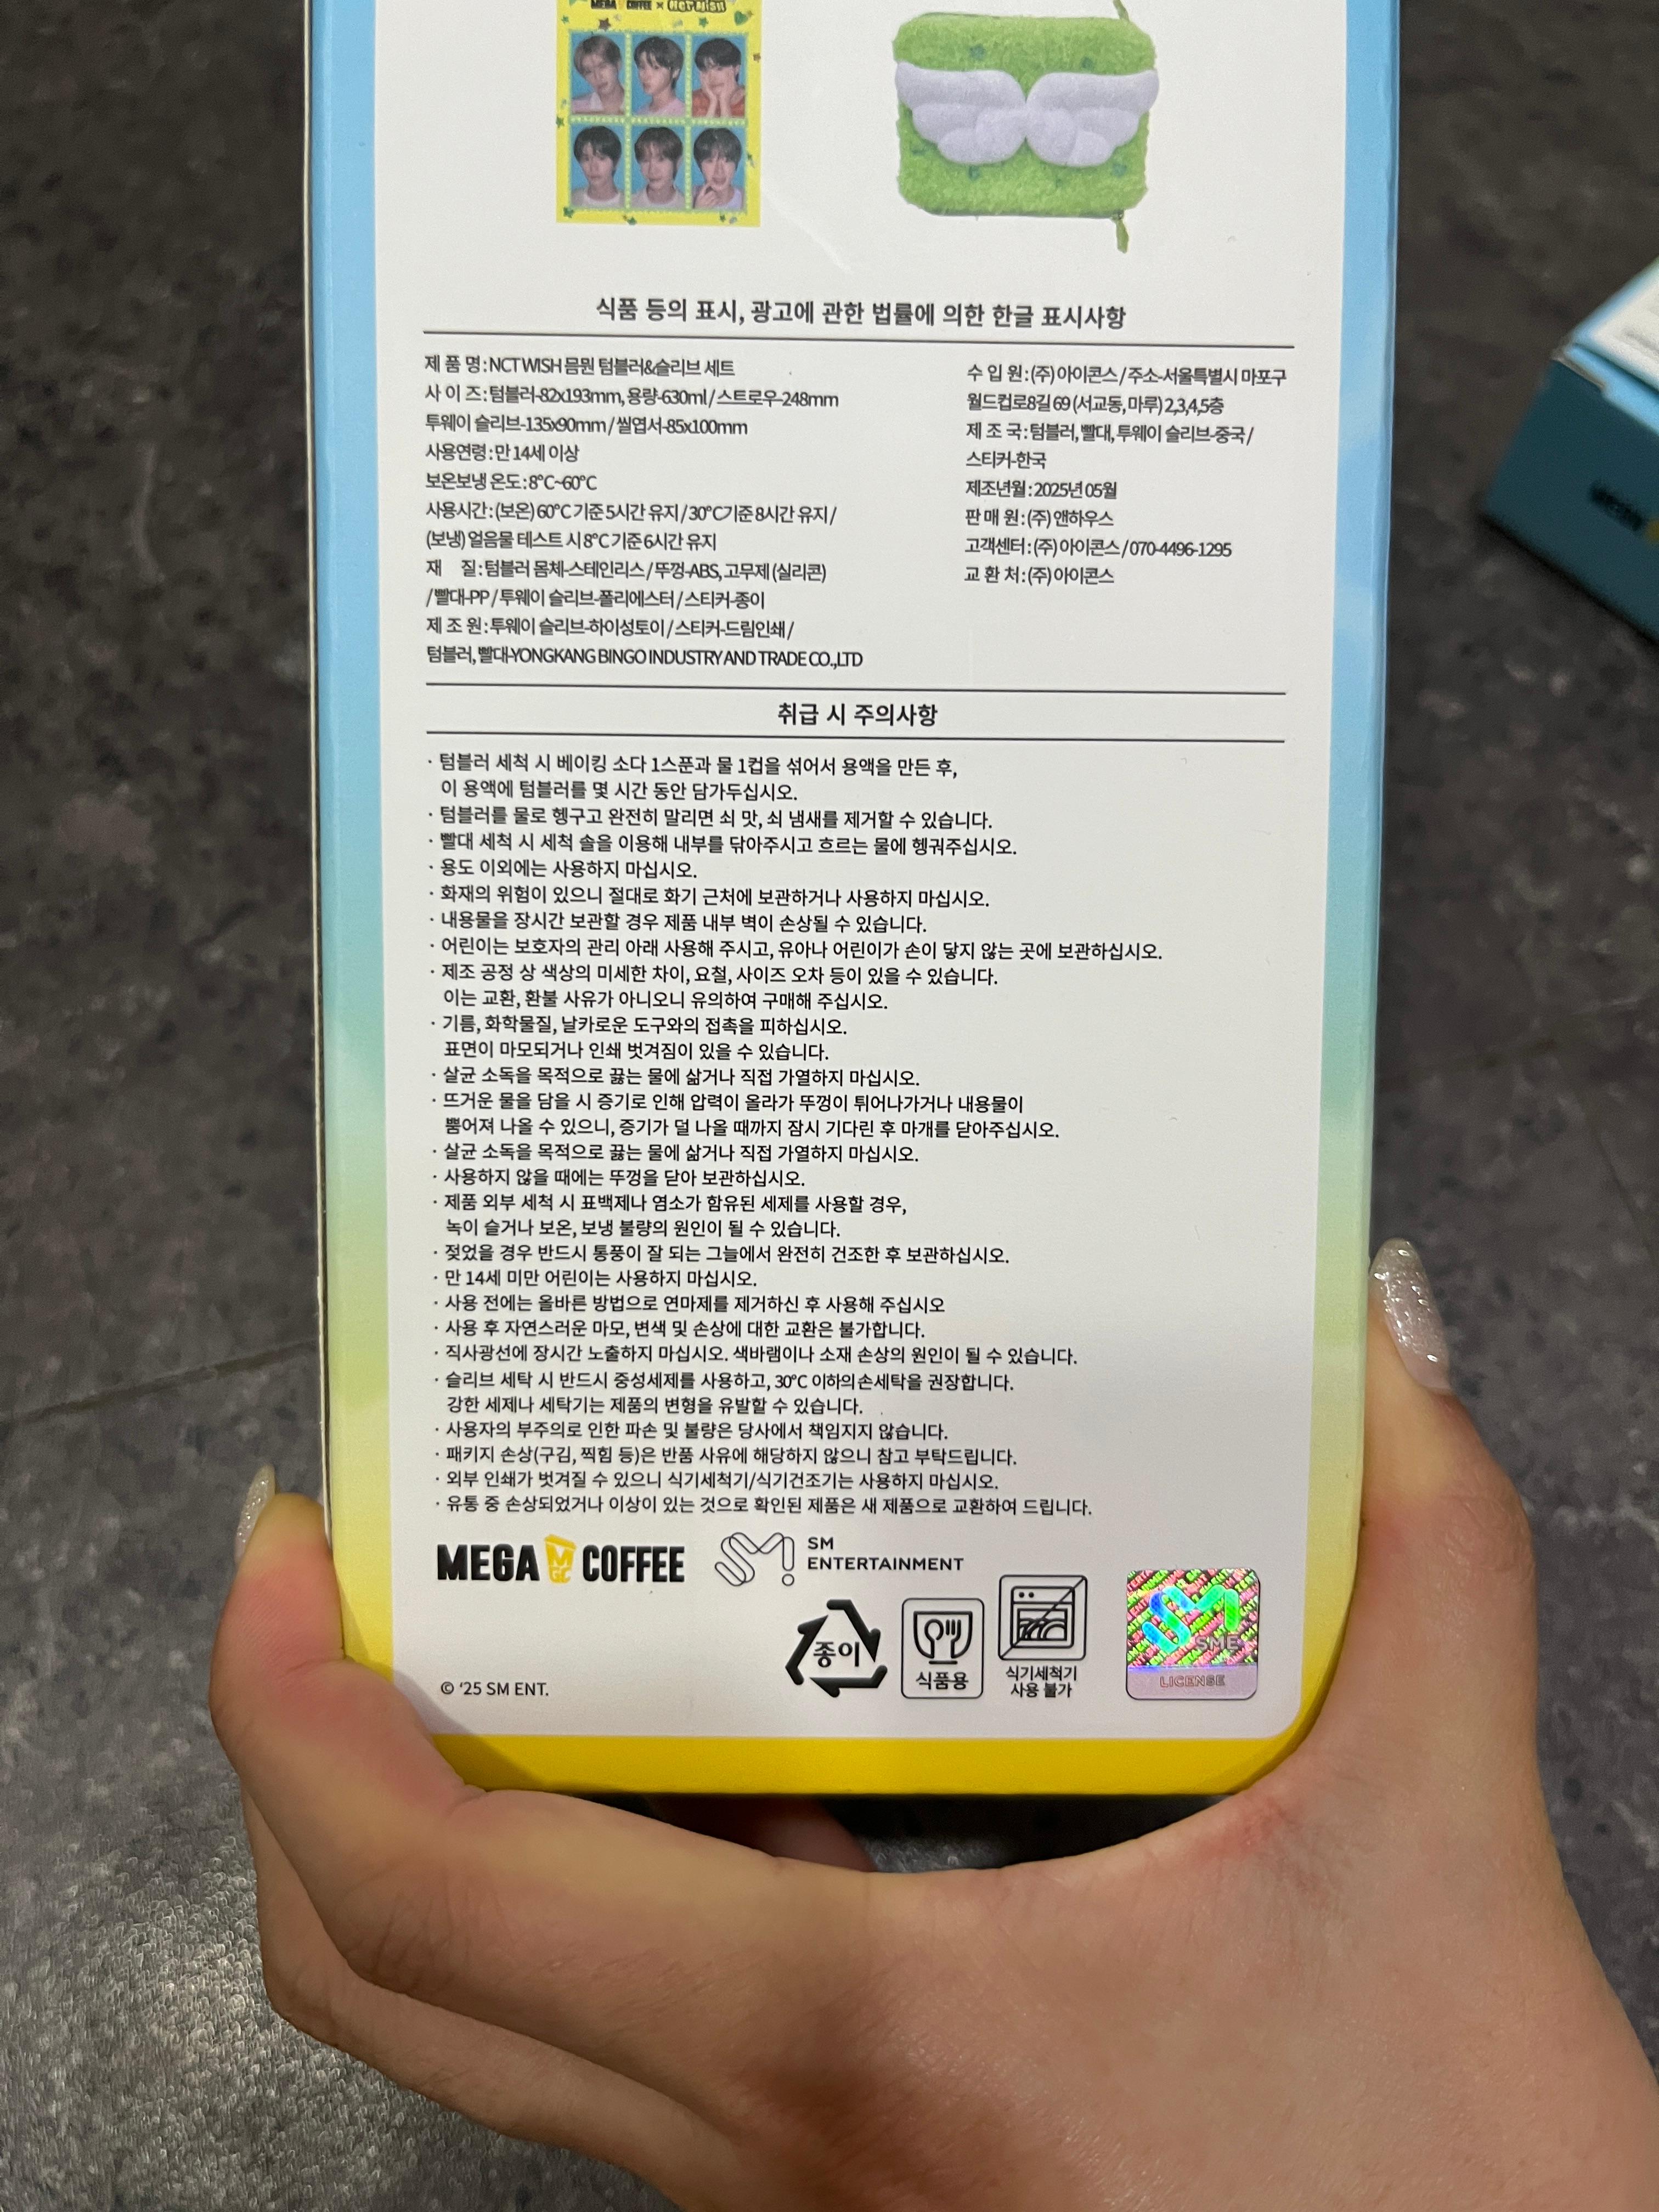 MEGA COFFEE × NCT WISH
식품 등의 표시, 광고에 관한 법률에 의한 한글 표시사항
제 품 명 : NCT WISH 믐뭔 텀블러&슬리브 세트
사 이 즈 : 텀블러-82x193mm, 용량-630ml / 스트로우-248mm
투웨이 슬리브-135x90mm / 씰엽서-85x100mm
사용연령 : 만 14세 이상
보온보냉 온도 : 8°C~60°C
사용시간 : (보온) 60°C 기준 5시간 유지 / 30°C기준 8시간 유지 /
(보냉) 얼음물 테스트 시 8°C 기준 6시간 유지
재 질 : 텀블러 몸체-스테인리스 / 뚜껑-ABS, 고무제 (실리콘)
/ 빨대-PP / 투웨이 슬리브-폴리에스터 / 스티커-종이
제 조 원 : 투웨이 슬리브-하이성토이 / 스티커-드림인쇄 /
텀블러, 빨대-YONGKANG BINGO INDUSTRY AND TRADE CO.,LTD
수 입 원 : (주) 아이콘스 / 주소-서울특별시 마포구
월드컵로8길 69 (서교동, 마루) 2,3,4,5층
제 조 국 : 텀블러, 빨대, 투웨이 슬리브-중국 /
스티커-한국
제조년월 : 2025년 05월
판 매 원 : (주) 앤하우스
고객센터 : (주) 아이콘스 / 070-4496-1295
교 환 처 : (주) 아이콘스
취급 시 주의사항
· 텀블러 세척 시 베이킹 소다 1스푼과 물 1컵을 섞어서 용액을 만든 후,
이 용액에 텀블러를 몇 시간 동안 담가두십시오.
· 텀블러를 물로 헹구고 완전히 말리면 쇠 맛, 쇠 냄새를 제거할 수 있습니다.
· 빨대 세척 시 세척 솔을 이용해 내부를 닦아주시고 흐르는 물에 헹궈주십시오.
· 용도 이외에는 사용하지 마십시오.
· 화재의 위험이 있으니 절대로 화기 근처에 보관하거나 사용하지 마십시오.
· 내용물을 장시간 보관할 경우 제품 내부 벽이 손상될 수 있습니다.
· 어린이는 보호자의 관리 아래 사용해 주시고, 유아나 어린이가 손이 닿지 않는 곳에 보관하십시오.
· 제조 공정 상 색상의 미세한 차이, 요철, 사이즈 오차 등이 있을 수 있습니다.
이는 교환, 환불 사유가 아니오니 유의하여 구매해 주십시오.
· 기름, 화학물질, 날카로운 도구와의 접촉을 피하십시오.
표면이 마모되거나 인쇄 벗겨짐이 있을 수 있습니다.
· 살균 소독을 목적으로 끓는 물에 삶거나 직접 가열하지 마십시오.
· 뜨거운 물을 담을 시 증기로 인해 압력이 올라가 뚜껑이 튀어나가거나 내용물이
뿜어져 나올 수 있으니, 증기가 덜 나올 때까지 잠시 기다린 후 마개를 닫아주십시오.
· 살균 소독을 목적으로 끓는 물에 삶거나 직접 가열하지 마십시오.
· 사용하지 않을 때에는 뚜껑을 닫아 보관하십시오.
· 제품 외부 세척 시 표백제나 염소가 함유된 세제를 사용할 경우,
녹이 슬거나 보온, 보냉 불량의 원인이 될 수 있습니다.
· 젖었을 경우 반드시 통풍이 잘 되는 그늘에서 완전히 건조한 후 보관하십시오.
· 만 14세 미만 어린이는 사용하지 마십시오.
· 사용 전에는 올바른 방법으로 연마제를 제거하신 후 사용해 주십시오
· 사용 후 자연스러운 마모, 변색 및 손상에 대한 교환은 불가합니다.
· 직사광선에 장시간 노출하지 마십시오. 색바램이나 소재 손상의 원인이 될 수 있습니다.
· 슬리브 세탁 시 반드시 중성세제를 사용하고, 30°C 이하의손세탁을 권장합니다.
강한 세제나 세탁기는 제품의 변형을 유발할 수 있습니다.
· 사용자의 부주의로 인한 파손 및 불량은 당사에서 책임지지 않습니다.
· 패키지 손상(구김, 찍힘 등)은 반품 사유에 해당하지 않으니 참고 부탁드립니다.
· 외부 인쇄가 벗겨질 수 있으니 식기세척기/식기건조기는 사용하지 마십시오.
· 유통 중 손상되었거나 이상이 있는 것으로 확인된 제품은 새 제품으로 교환하여 드립니다.
MEGA MGC COFFEE
SM
ENTERTAINMENT
종이
식품용
식기세척기
사용 불가
SME
LICENSE
© '25 SM ENT.